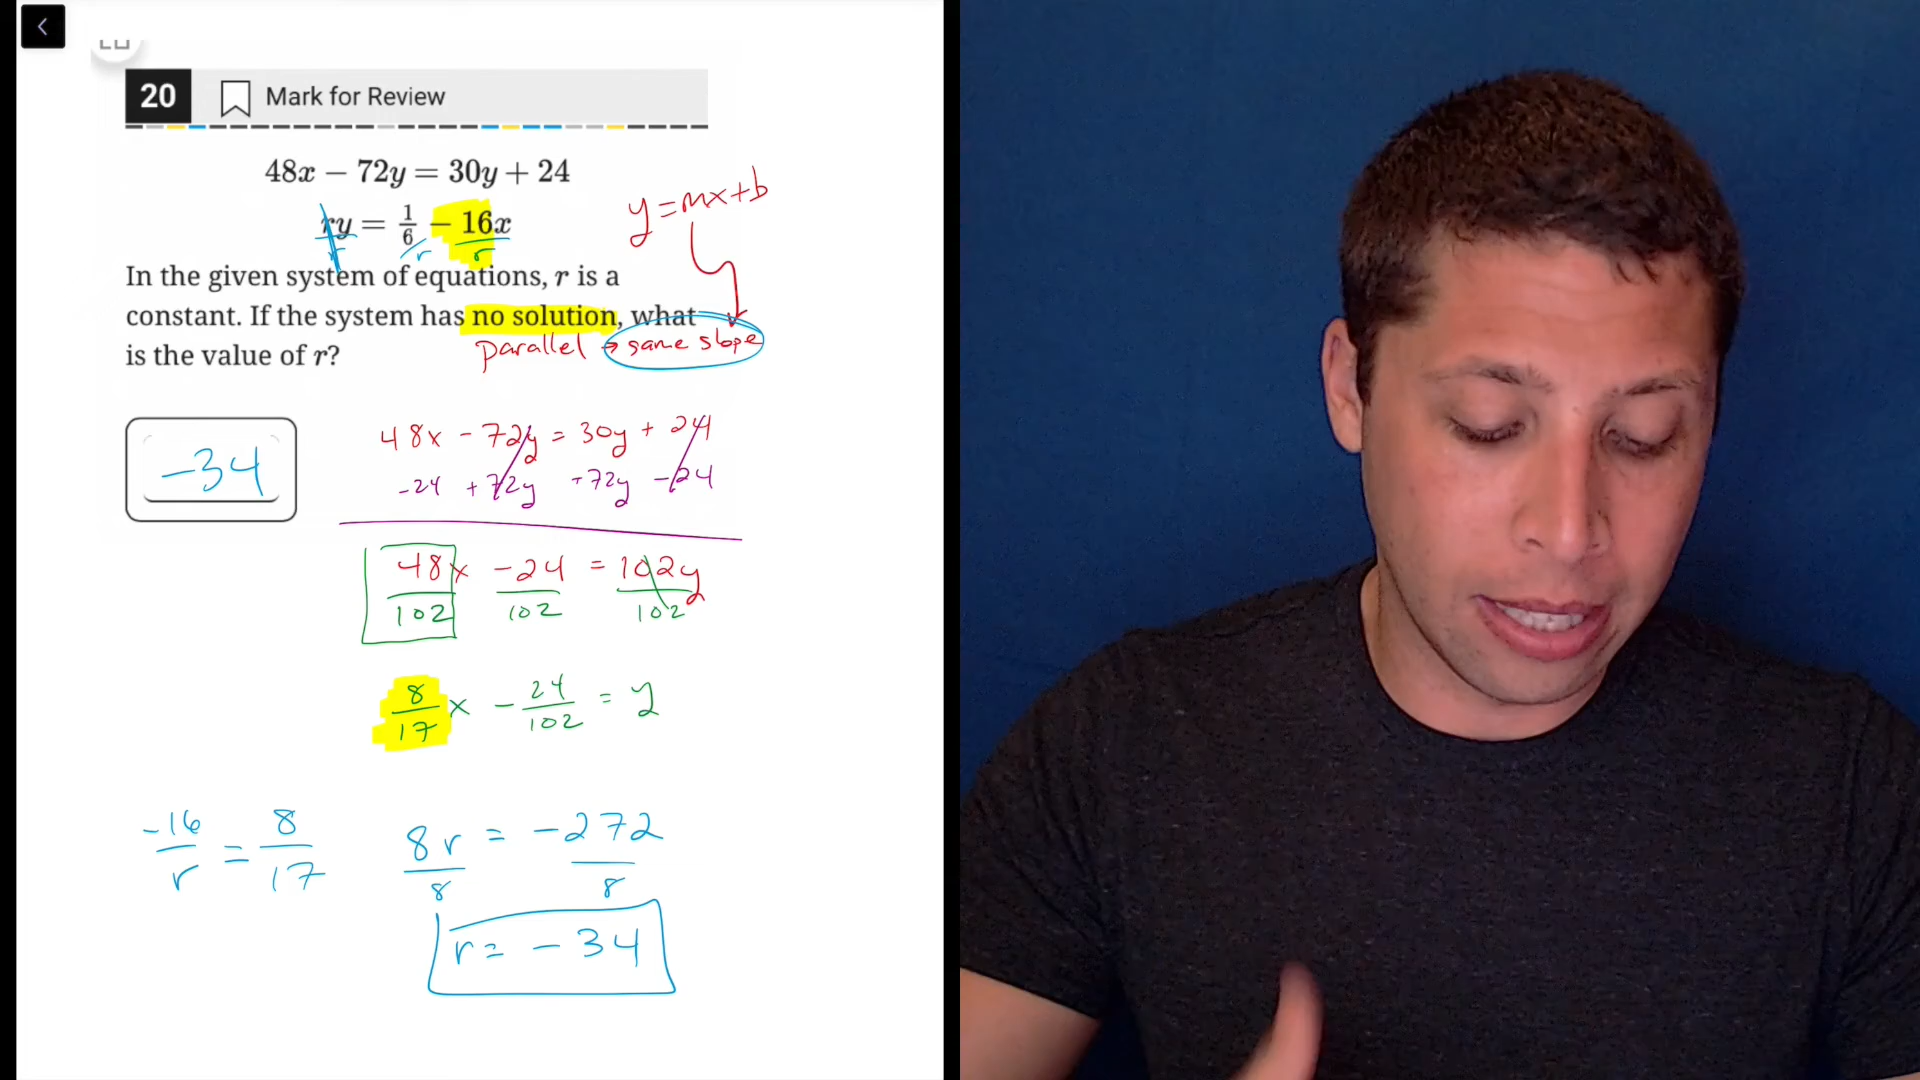 20 Mark for Review
48x − 72y = 30y + 24
ry = 1/6 − 16x
r r r
y = mx + b
In the given system of equations, r is a
constant. If the system has no solution, what
is the value of r?
parallel → same slope
-34
48x - 72y = 30y + 24
-24 + 72y +72y - 24
48x/102 - 24/102 = 102y/102
8/17 x - 24/102 = y
-16/r = 8/17
8r/8 = -272/8
r = -34